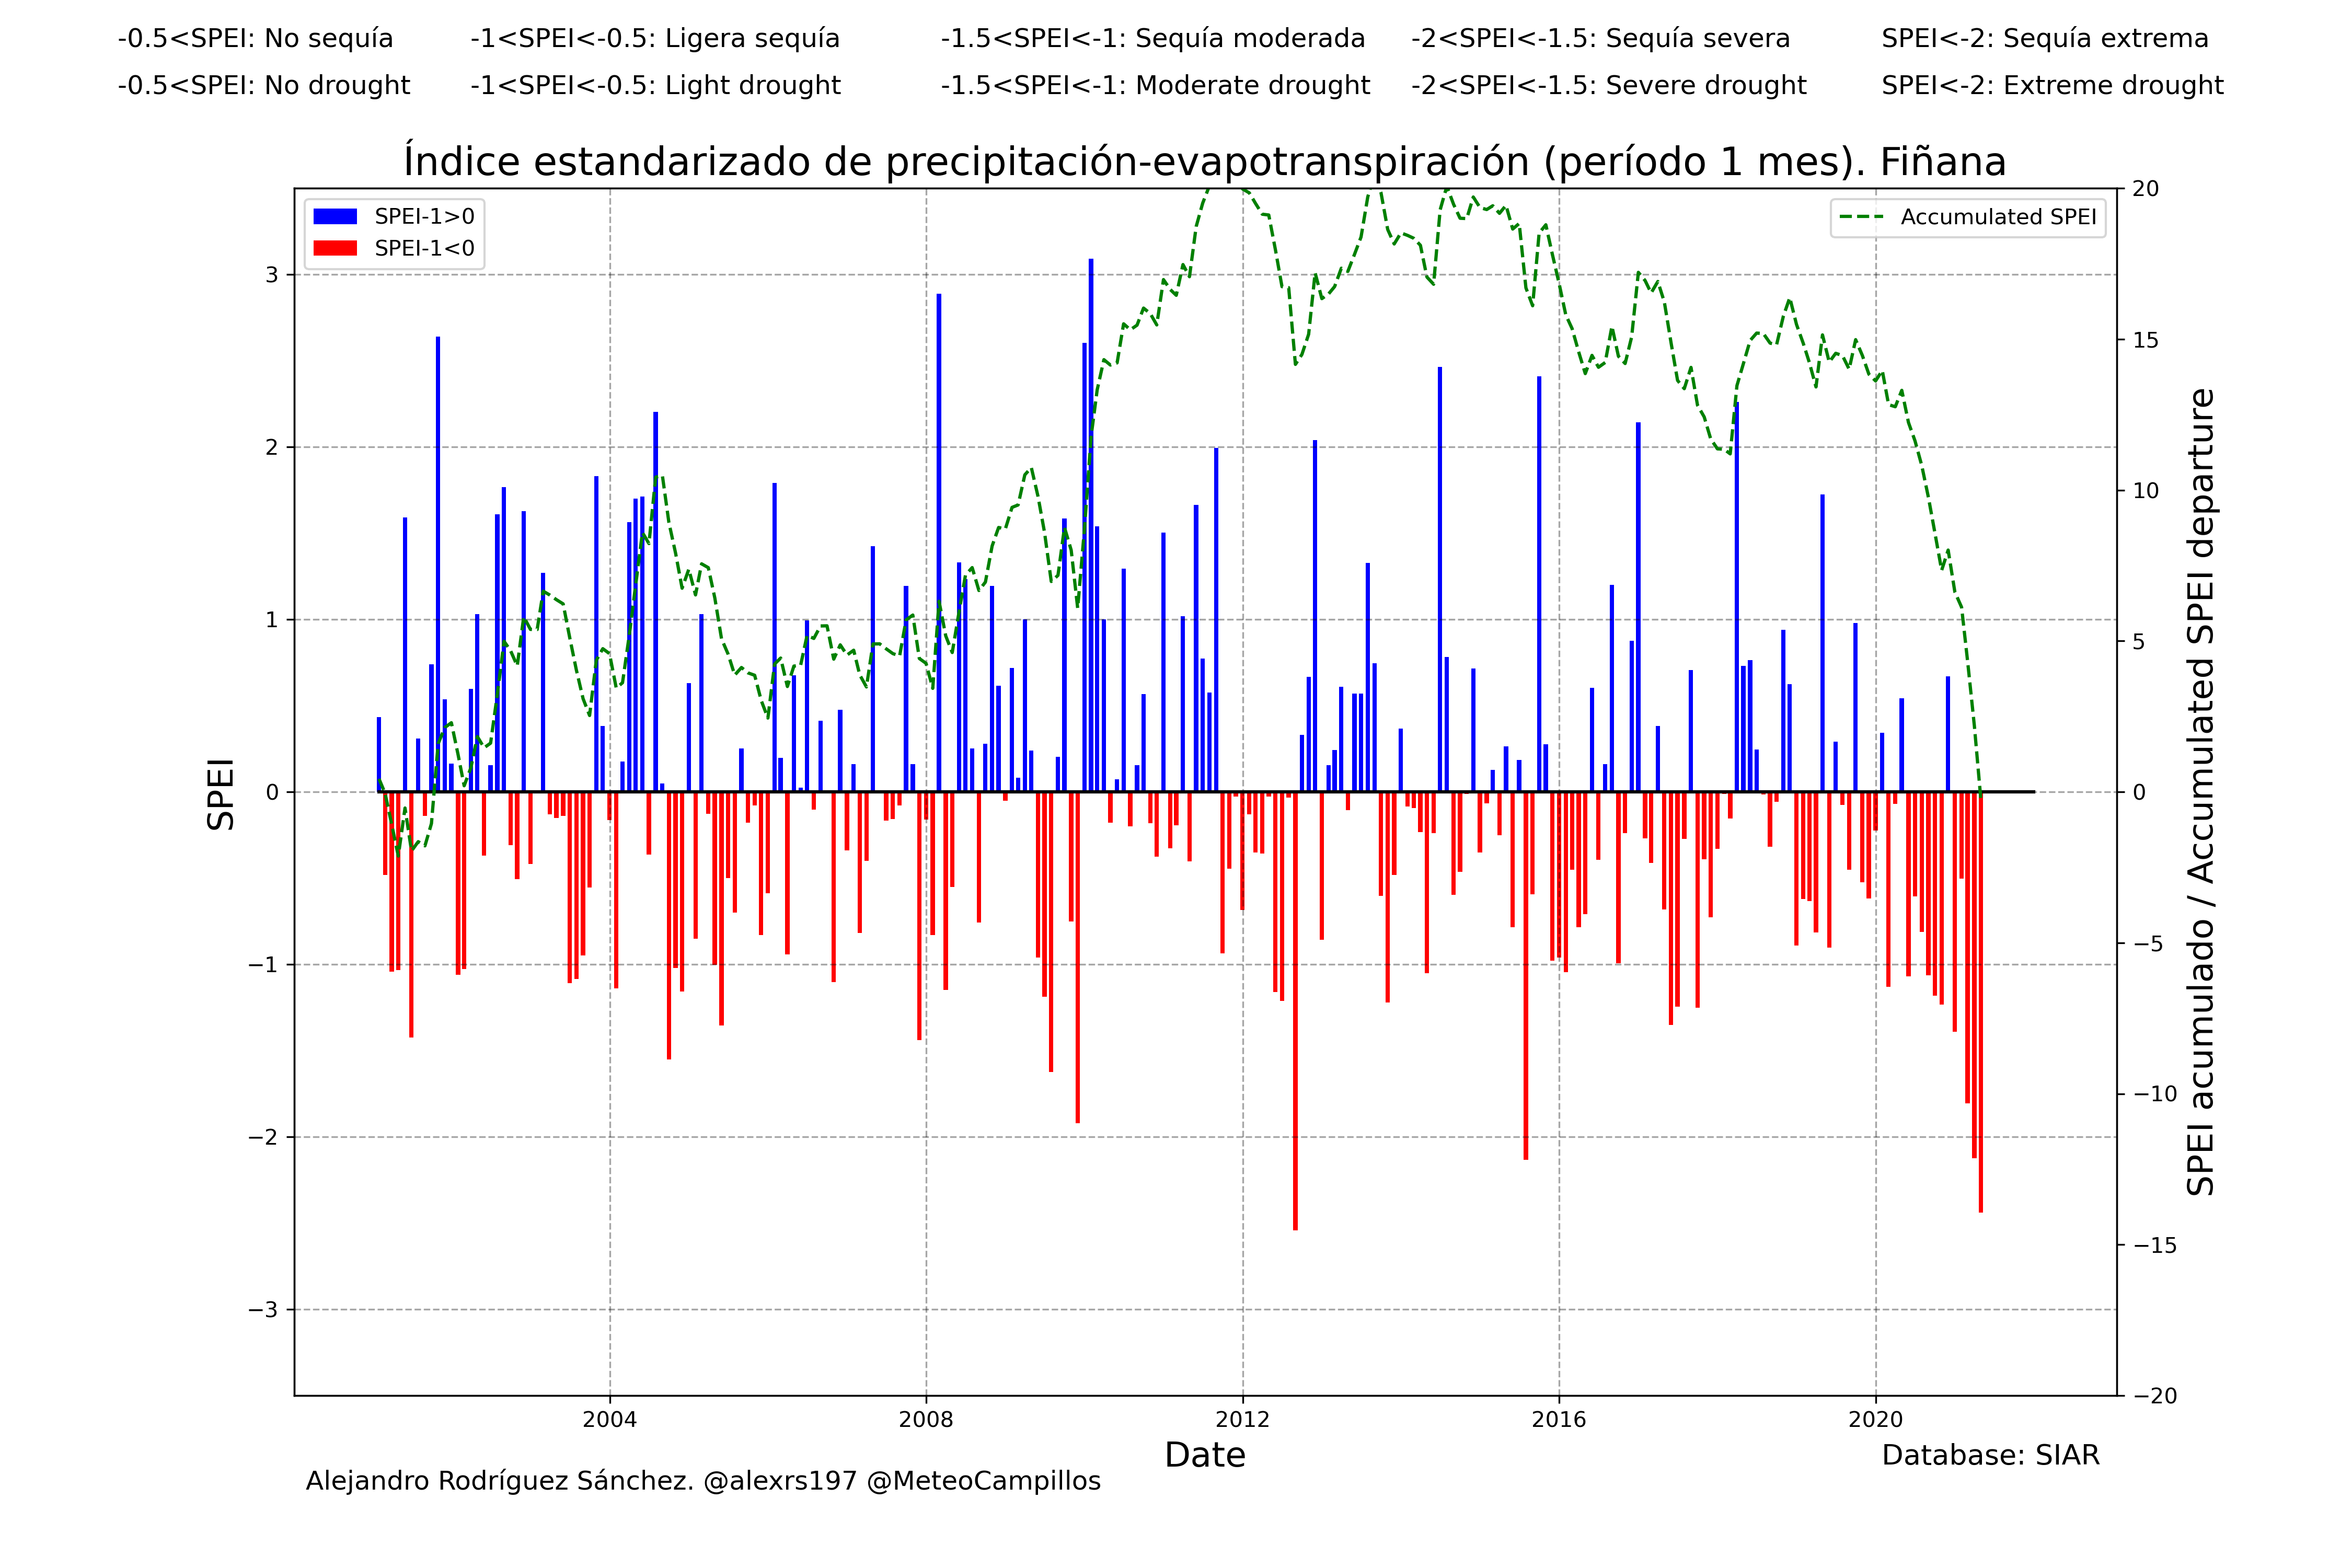 -0.5<SPEI: No sequía -1<SPEI<-0.5: Ligera sequía -1.5<SPEI<-1: Sequía moderada -2<SPEI<-1.5: Sequía severa SPEI<-2: Sequía extrema
-0.5<SPEI: No drought -1<SPEI<-0.5: Light drought -1.5<SPEI<-1: Moderate drought -2<SPEI<-1.5: Severe drought SPEI<-2: Extreme drought
Índice estandarizado de precipitación-evapotranspiración (período 1 mes). Fiñana
SPEI-1>0
SPEI-1<0
Accumulated SPEI
SPEI
3
2
1
0
−1
−2
−3
20
15
10
5
0
−5
−10
−15
−20
SPEI acumulado / Accumulated SPEI departure
2004 2008 2012 2016 2020
Date
Database: SIAR
Alejandro Rodríguez Sánchez. @alexrs197 @MeteoCampillos